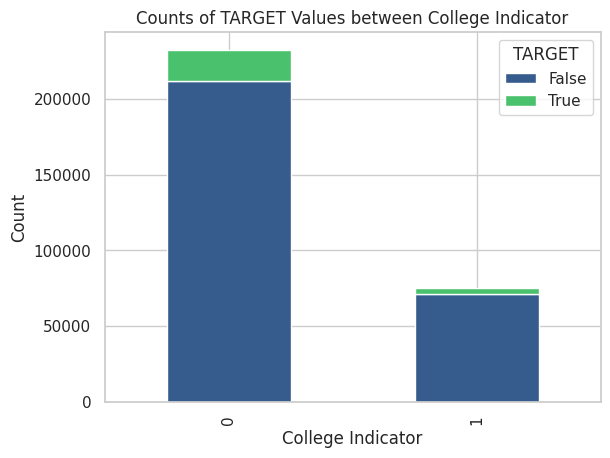 Counts of TARGET Values between College Indicator
TARGET
False
True
Count
200000
150000
100000
50000
0
0
1
College Indicator